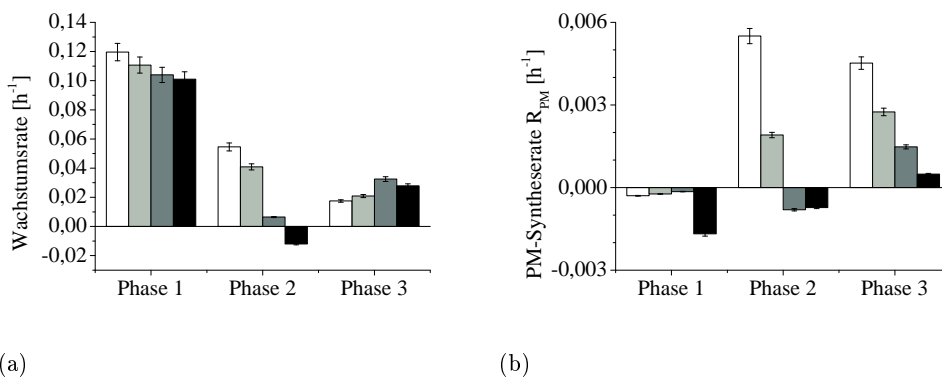 0,14
0,12
0,10
0,08
0,06
0,04
0,02
0,00
-0,02
Wachstumsrate [h⁻¹]
Phase 1 Phase 2 Phase 3
(a)
0,006
0,003
0,000
-0,003
PM-Syntheserate R_PM [h⁻¹]
Phase 1 Phase 2 Phase 3
(b)